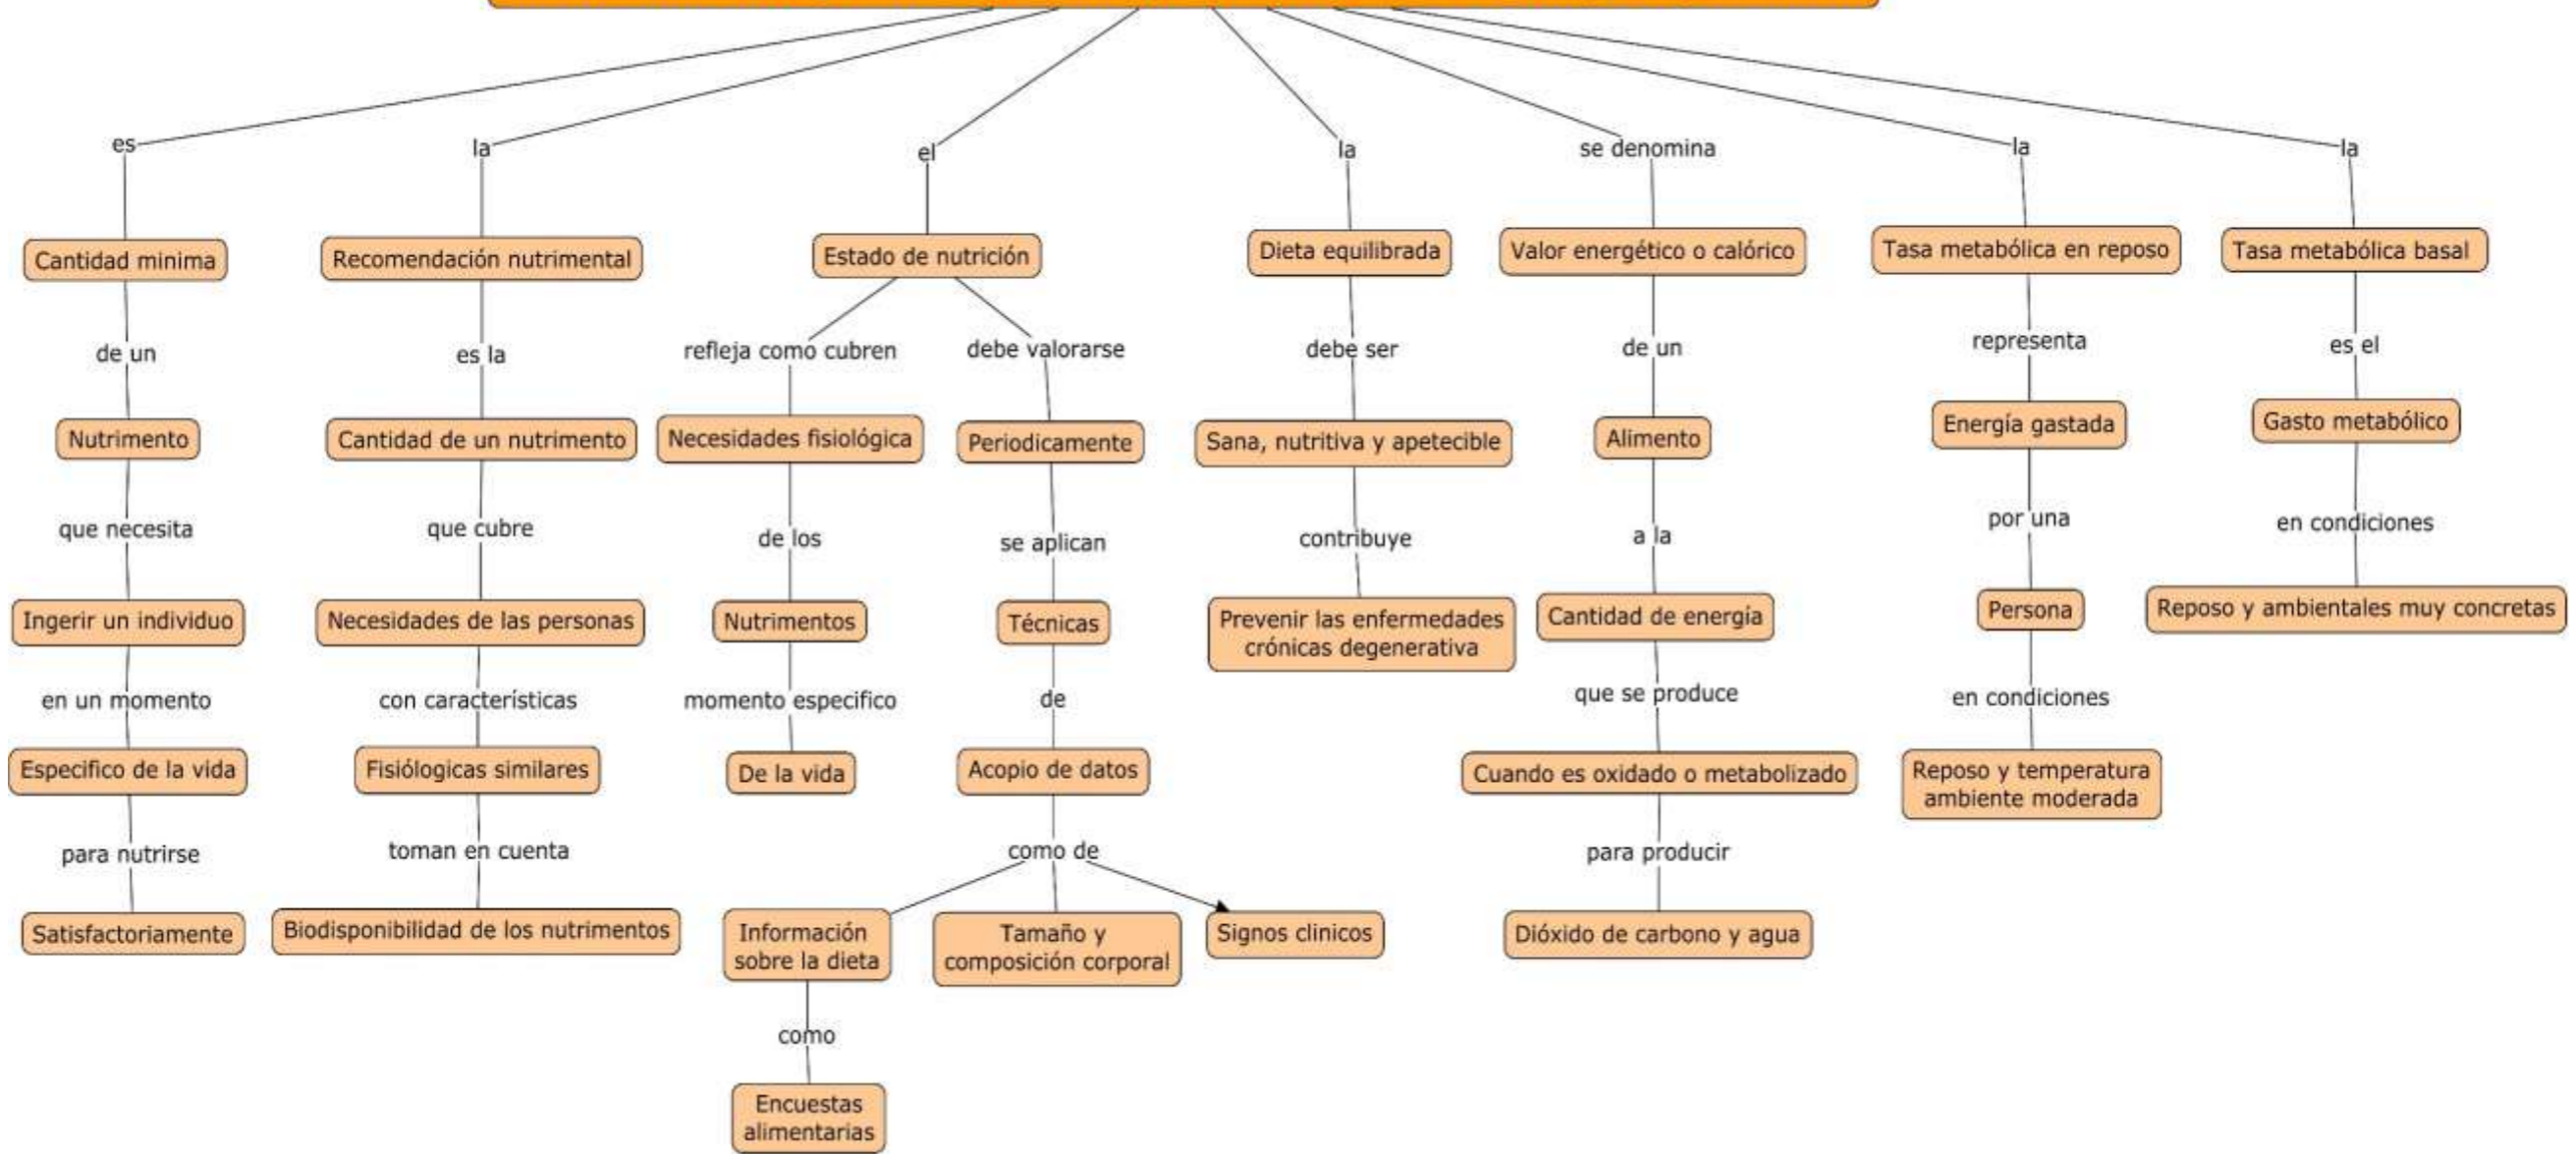 es
la
el
la
se denomina
la
la
Cantidad minima
Recomendación nutrimental
Estado de nutrición
Dieta equilibrada
Valor energético o calórico
Tasa metabólica en reposo
Tasa metabólica basal
de un
es la
refleja como cubren
debe valorarse
debe ser
de un
representa
es el
Nutrimento
Cantidad de un nutrimento
Necesidades fisiológica
Periodicamente
Sana, nutritiva y apetecible
Alimento
Energía gastada
Gasto metabólico
que necesita
que cubre
de los
se aplican
contribuye
a la
por una
en condiciones
Ingerir un individuo
Necesidades de las personas
Nutrimentos
Técnicas
Prevenir las enfermedades
crónicas degenerativa
Cantidad de energía
Persona
Reposo y ambientales muy concretas
en un momento
con características
momento especifico
de
que se produce
en condiciones
Especifico de la vida
Fisiólogicas similares
De la vida
Acopio de datos
Cuando es oxidado o metabolizado
Reposo y temperatura
ambiente moderada
para nutrirse
toman en cuenta
como de
para producir
Satisfactoriamente
Biodisponibilidad de los nutrimentos
Información
sobre la dieta
Tamaño y
composición corporal
Signos clinicos
Dióxido de carbono y agua
como
Encuestas
alimentarias